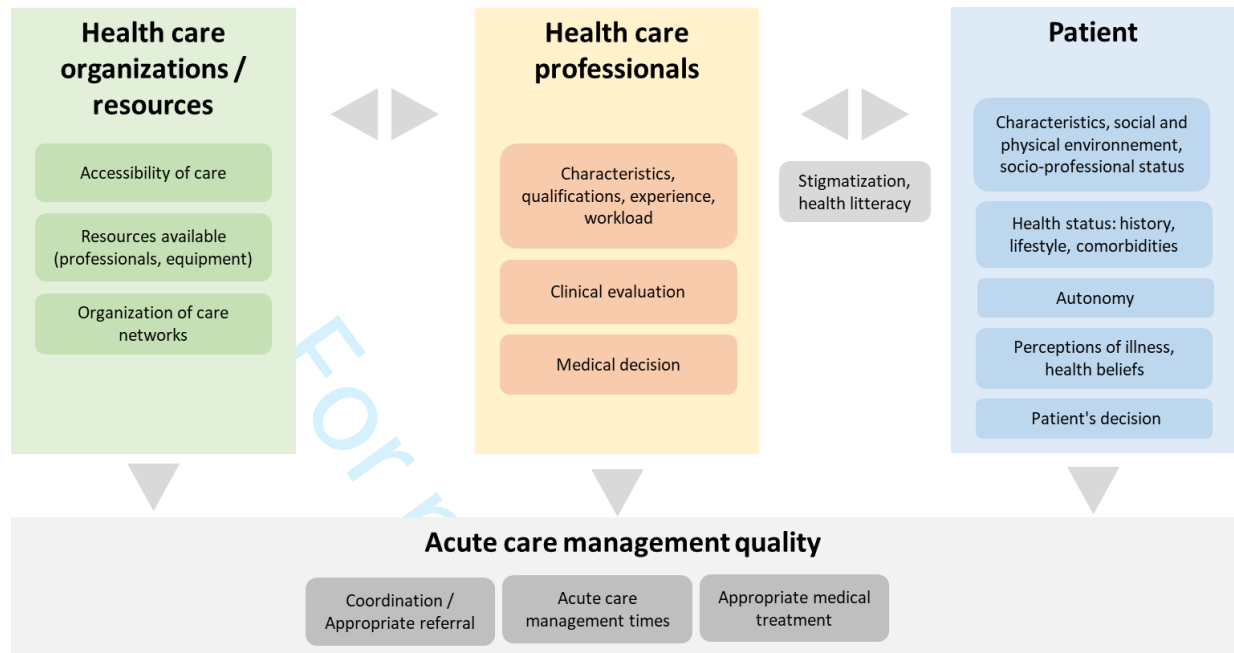 Health care
organizations /
resources
Accessibility of care
Resources available
(professionals, equipment)
Organization of care
networks
Health care
professionals
Characteristics,
qualifications, experience,
workload
Clinical evaluation
Medical decision
Stigmatization,
health litteracy
Patient
Characteristics, social and
physical environnement,
socio-professional status
Health status: history,
lifestyle, comorbidities
Autonomy
Perceptions of illness,
health beliefs
Patient's decision
For
Acute care management quality
Coordination /
Appropriate referral
Acute care
management times
Appropriate medical
treatment